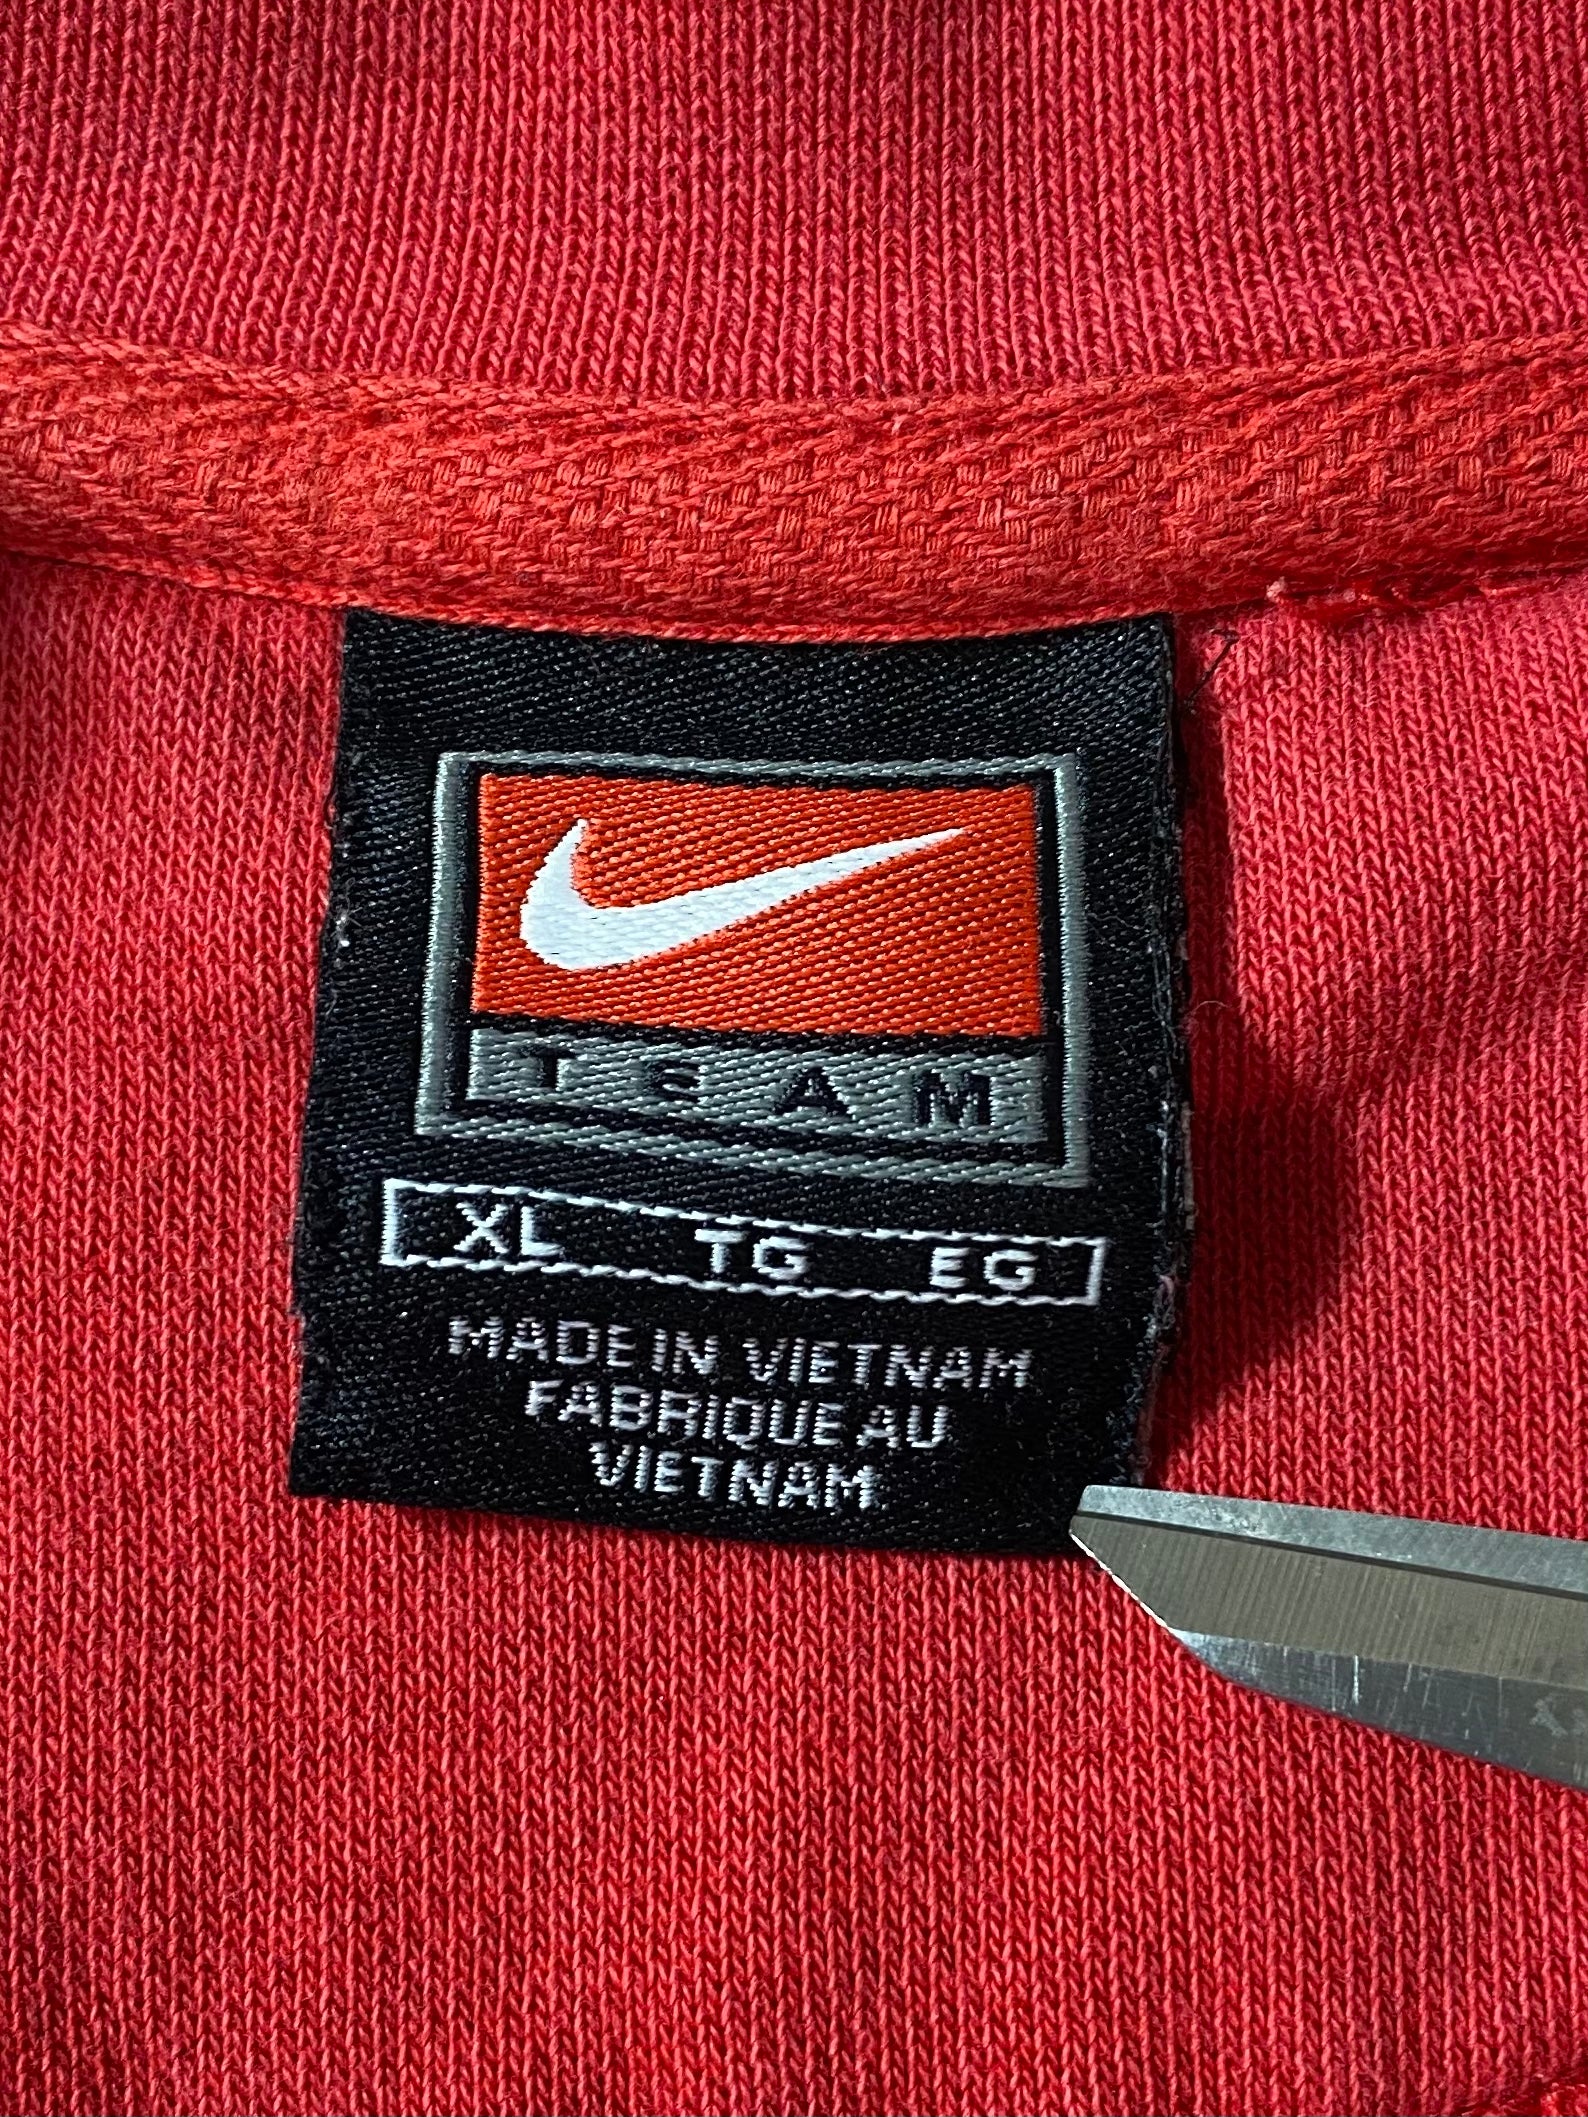 TEAM
XL TG EG
MADE IN VIETNAM
FABRIQUE AU
VIETNAM